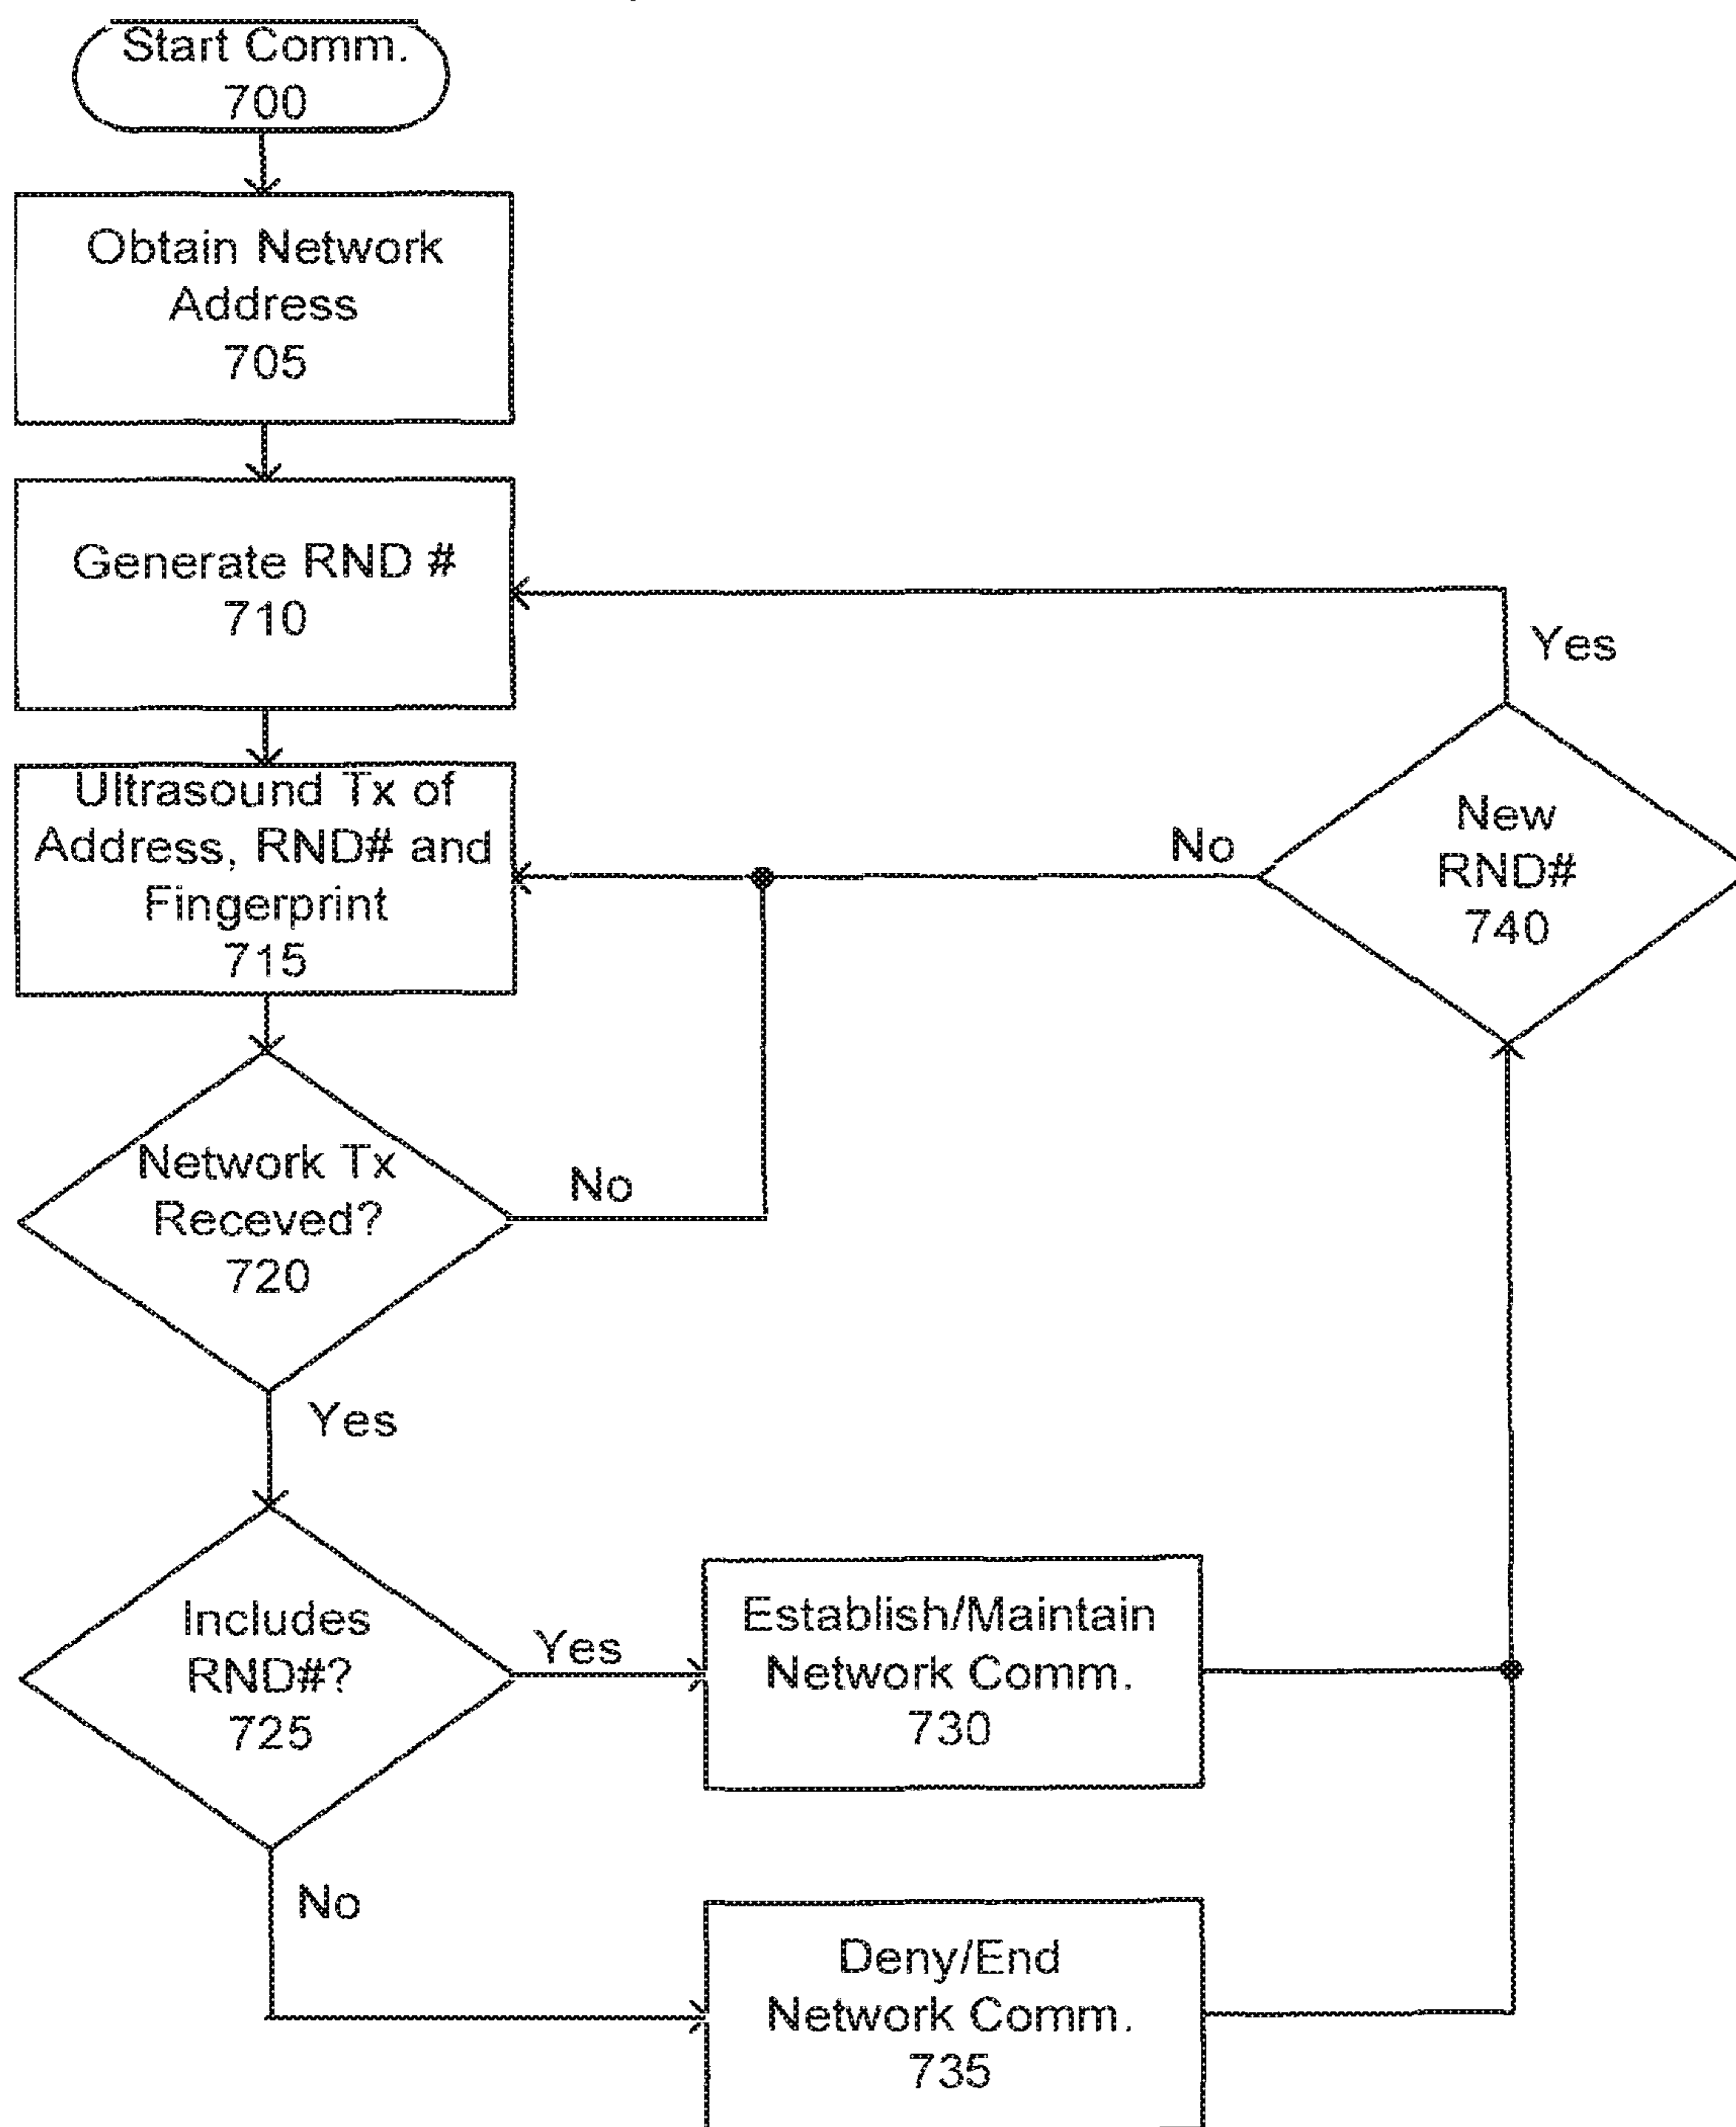 Start Comm.
700
Obtain Network
Address
705
Generate RND #
710
Yes
Ultrasound Tx of
Address, RND# and
Fingerprint
715
No
New
RND#
740
Network Tx
Receved?
720
No
Yes
Includes
RND#?
725
Yes
Establish/Maintain
Network Comm.
730
No
Deny/End
Network Comm.
735